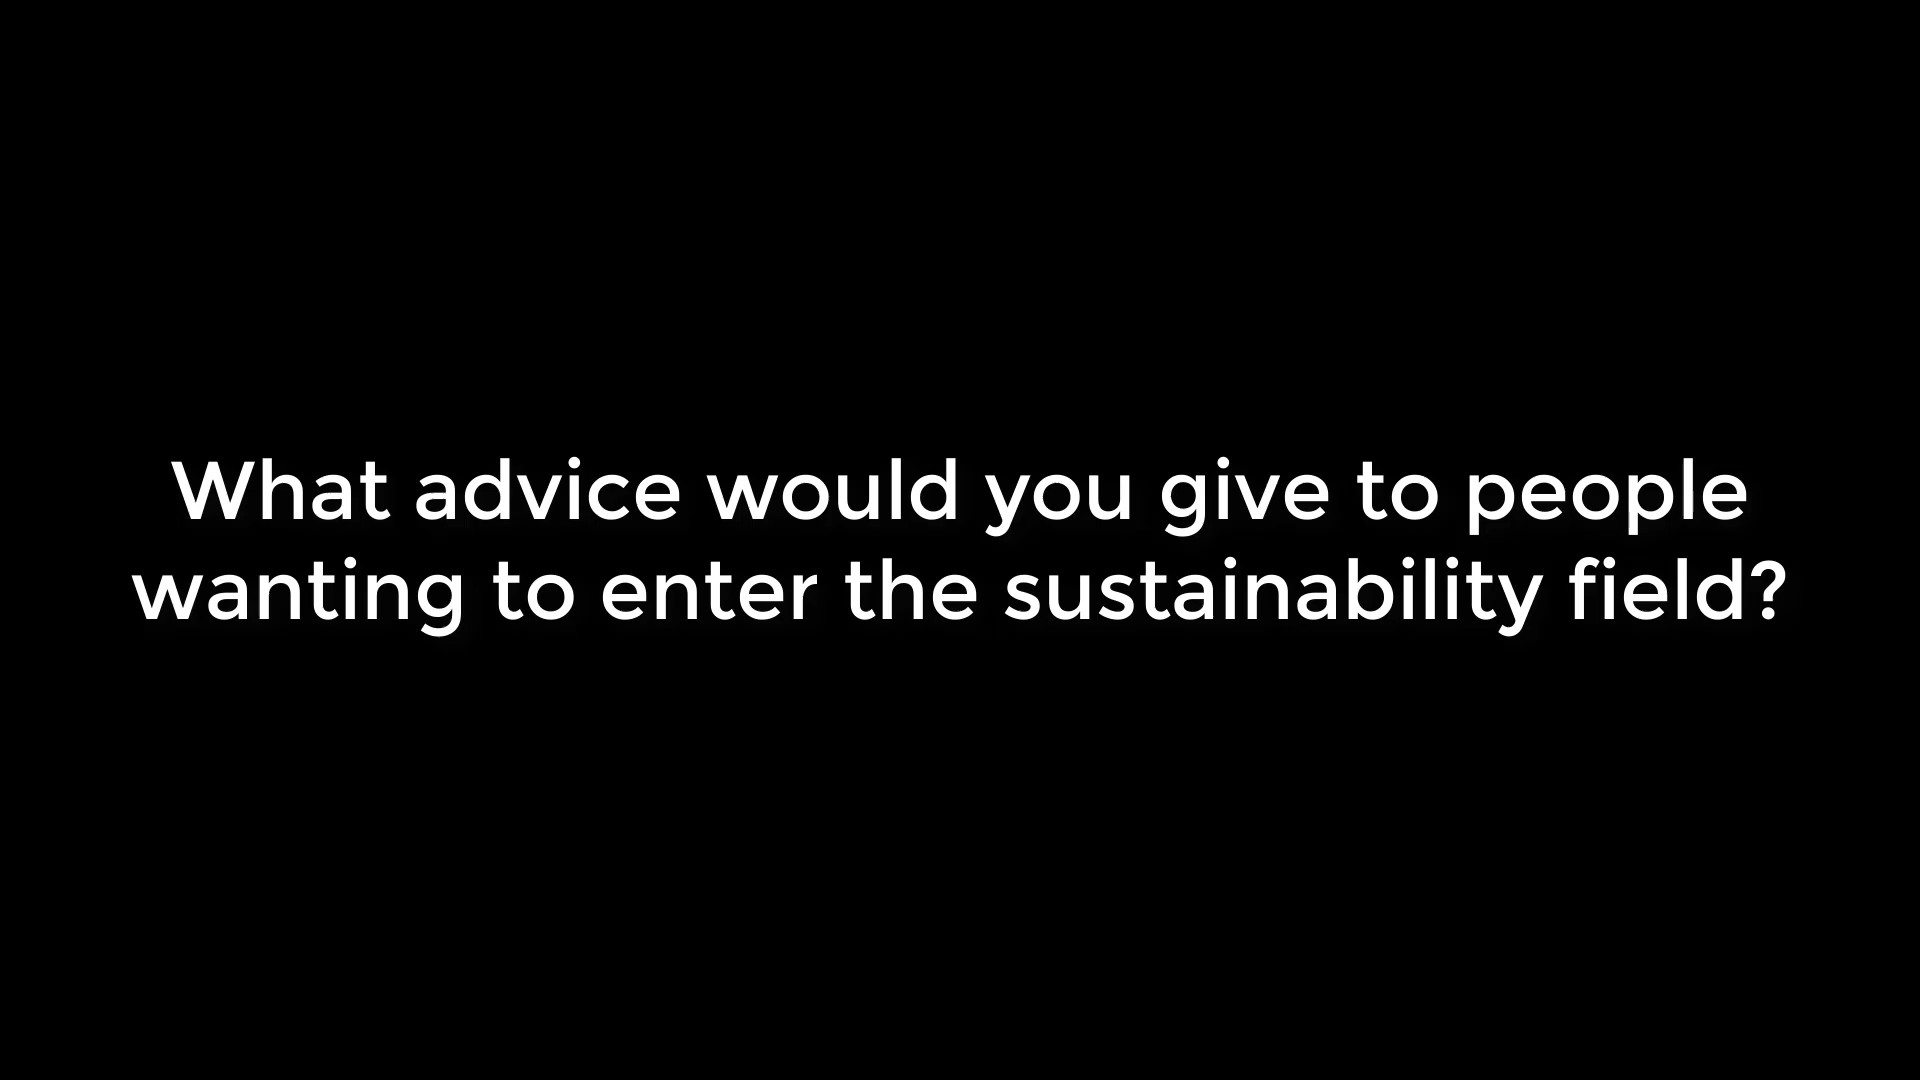 What advice would you give to people
wanting to enter the sustainability field?